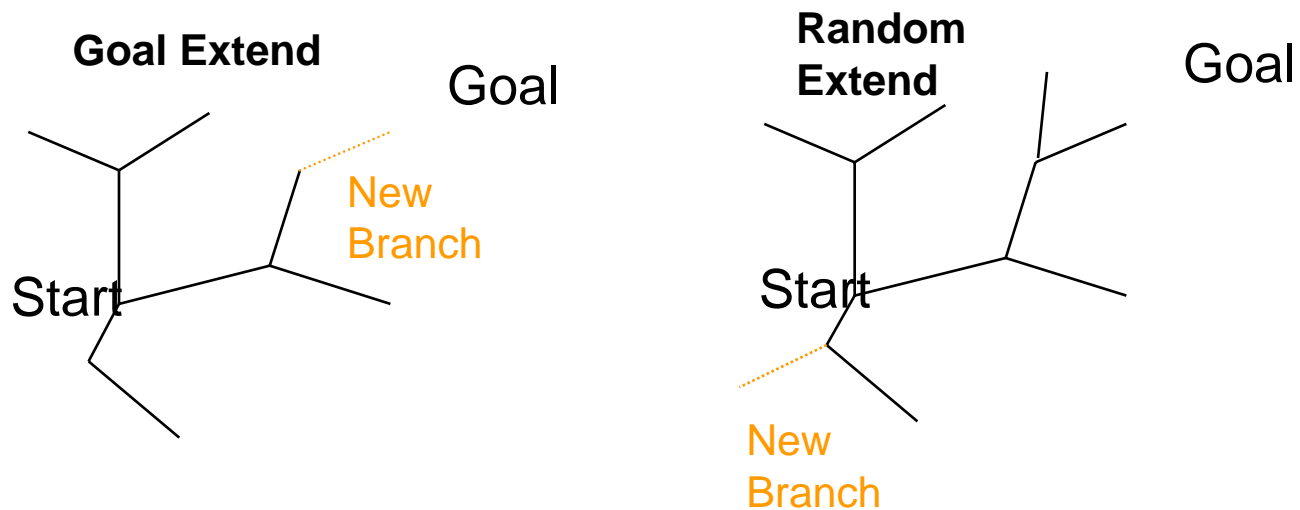 Goal Extend
Goal
New
Branch
Start
Random
Extend
Goal
Start
New
Branch